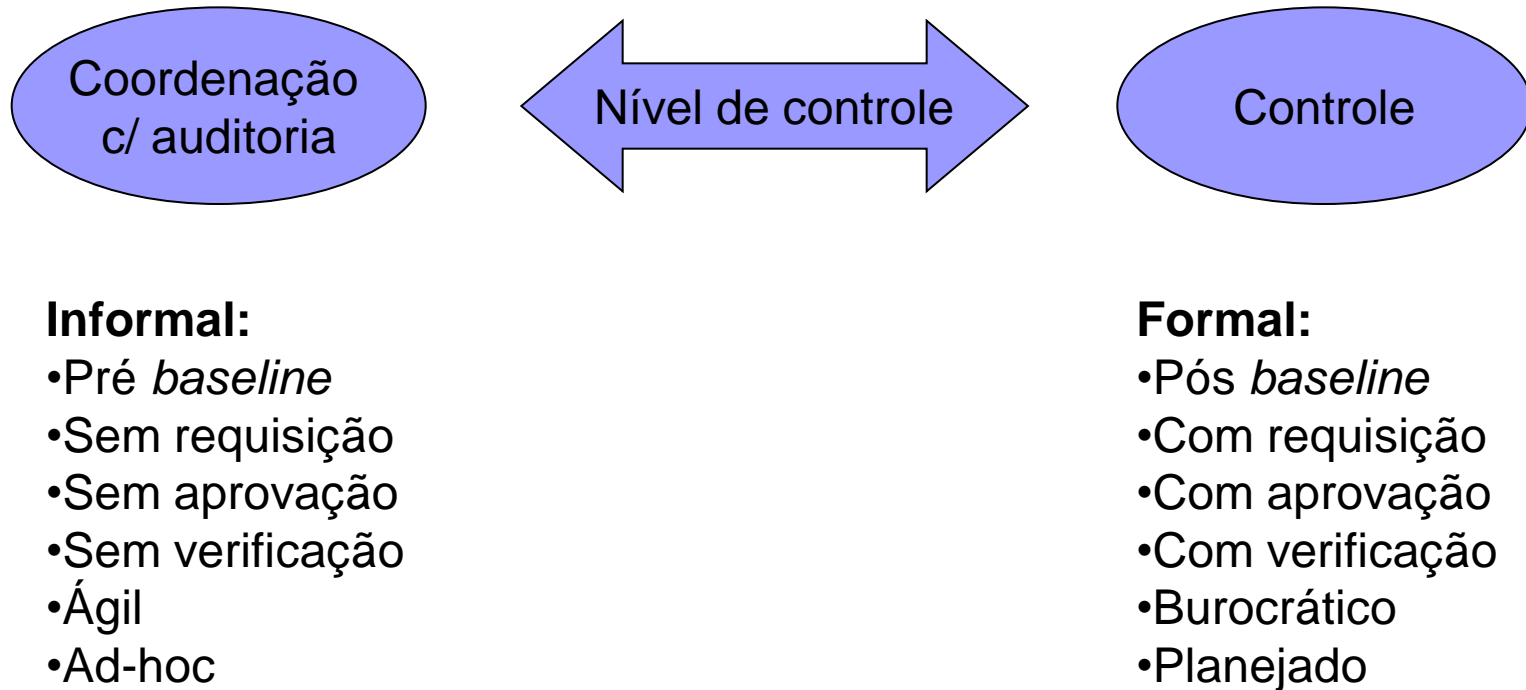 Coordenação
c/ auditoria
Nível de controle
Controle
Informal:
•Pré baseline
•Sem requisição
•Sem aprovação
•Sem verificação
•Ágil
•Ad-hoc
Formal:
•Pós baseline
•Com requisição
•Com aprovação
•Com verificação
•Burocrático
•Planejado